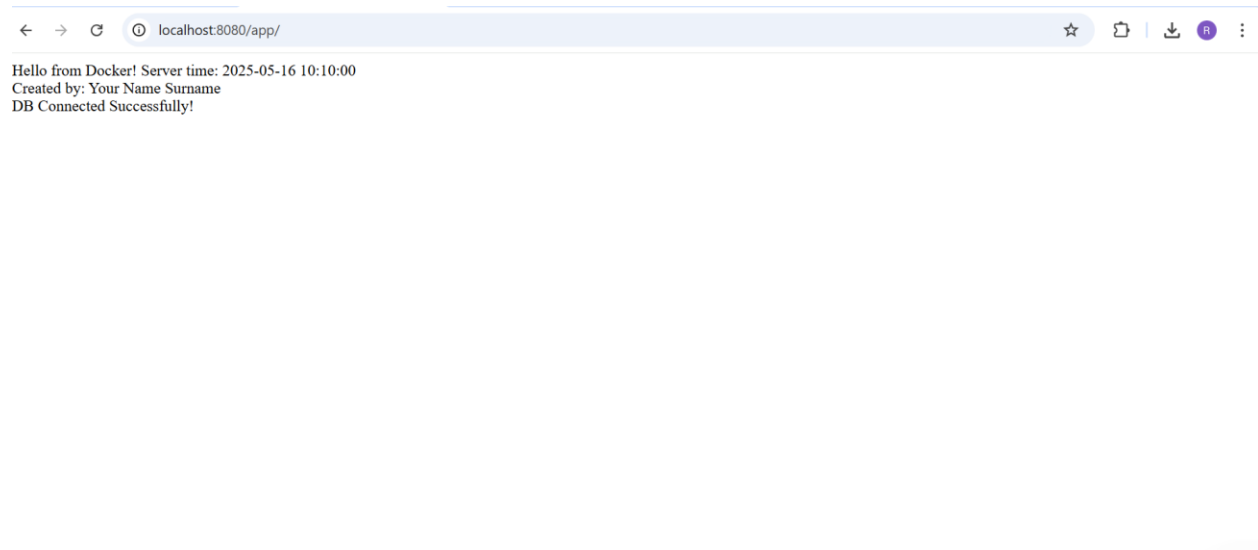 localhost:8080/app/
R
Hello from Docker! Server time: 2025-05-16 10:10:00
Created by: Your Name Surname
DB Connected Successfully!